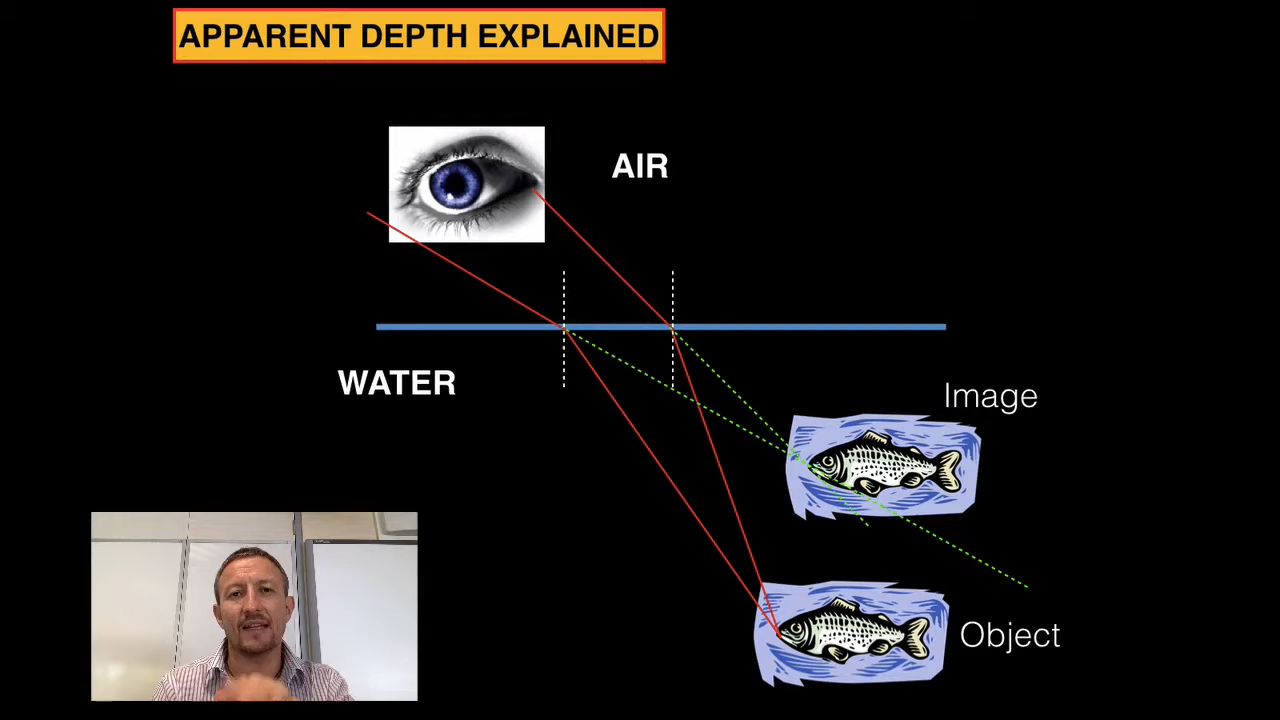 APPARENT DEPTH EXPLAINED
AIR
WATER
Image
Object